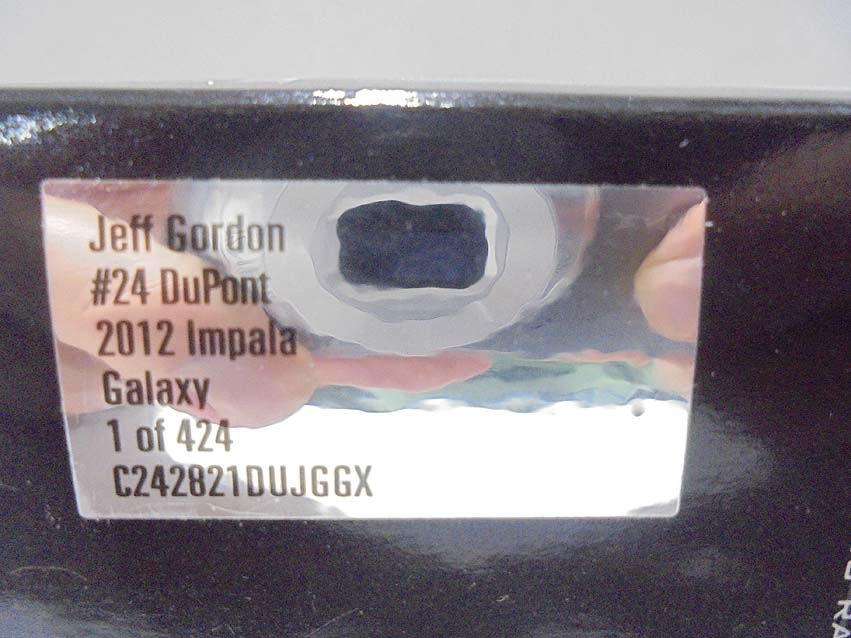 Jeff Gordon
#24 DuPont
2012 Impala
Galaxy
1 of 424
C242821DUJGGX